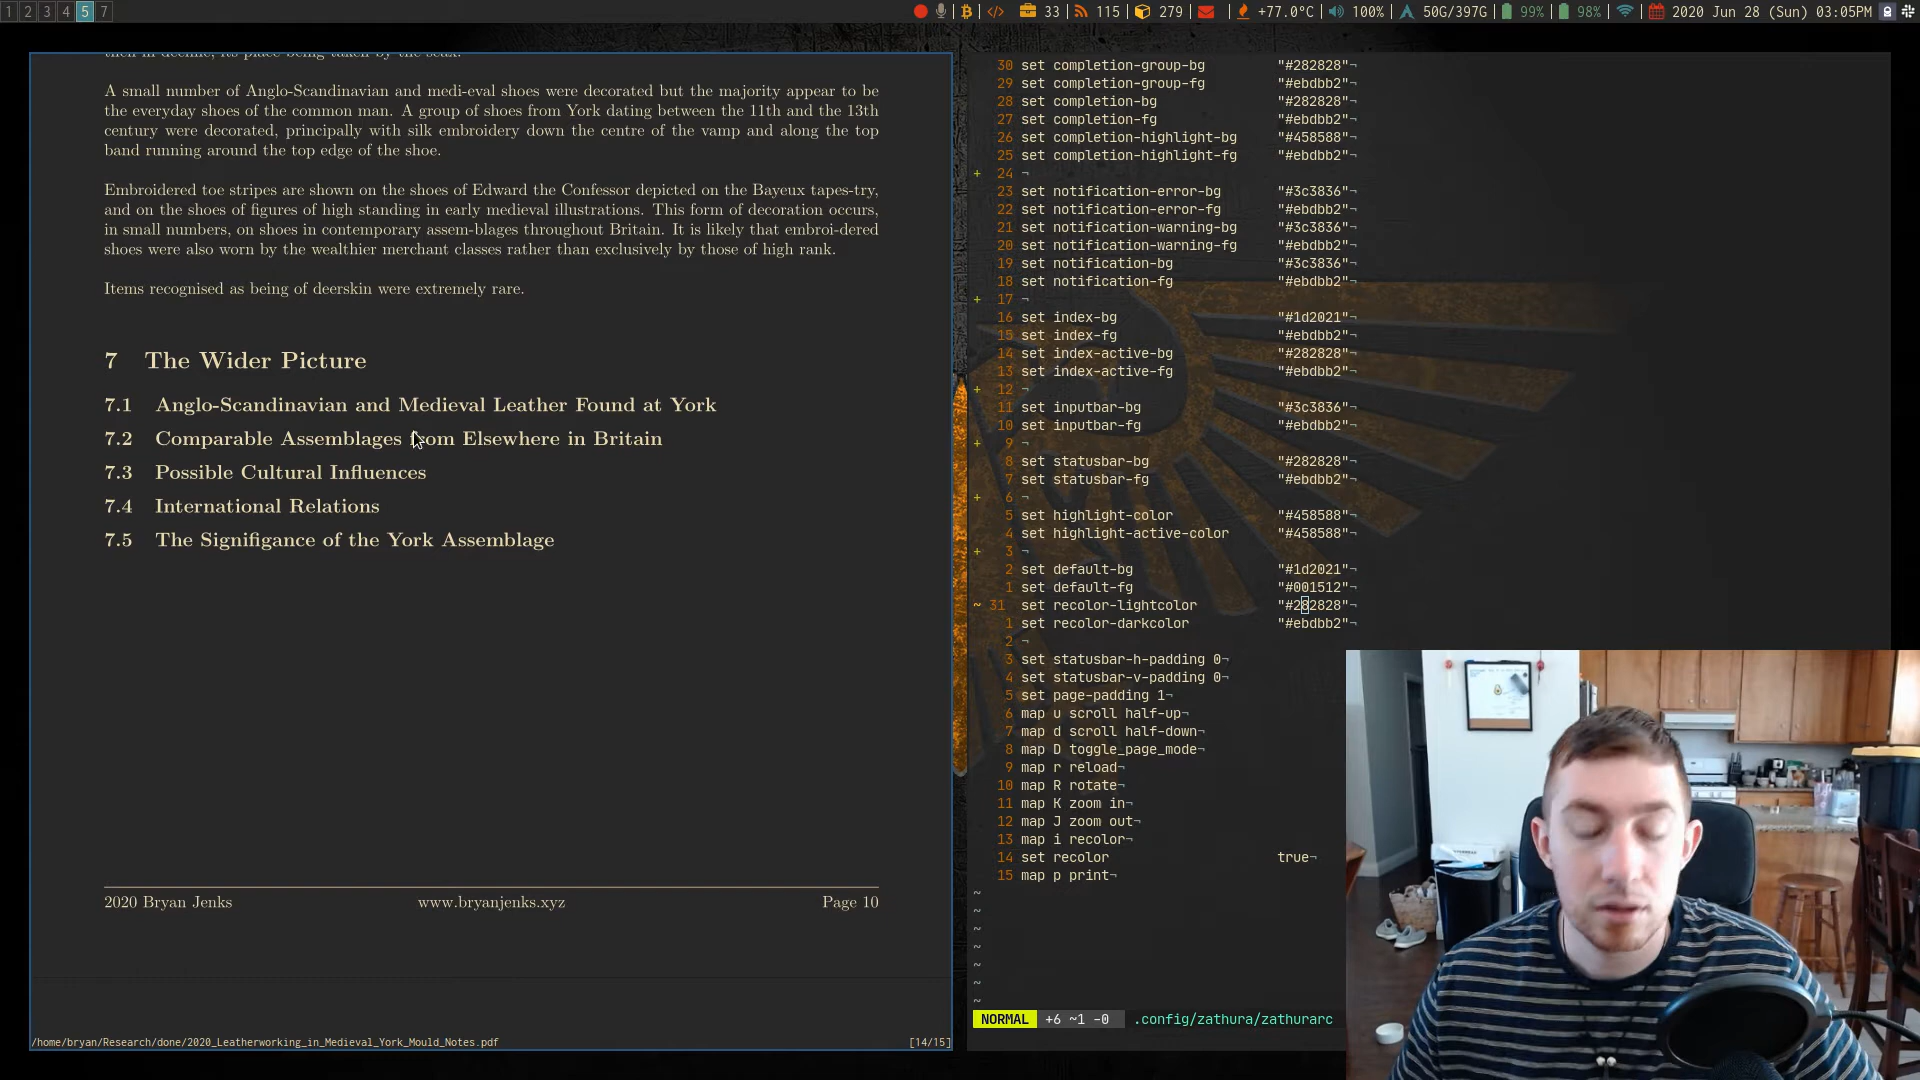 1 2 3 4 5 7
33 115 279 +77.0°C 100% 50G/397G 99% 98% 2020 Jun 28 (Sun) 03:05PM
then in decline, its place being taken by the seax.
A small number of Anglo-Scandinavian and medi-eval shoes were decorated but the majority appear to be
the everyday shoes of the common man. A group of shoes from York dating between the 11th and the 13th
century were decorated, principally with silk embroidery down the centre of the vamp and along the top
band running around the top edge of the shoe.
Embroidered toe stripes are shown on the shoes of Edward the Confessor depicted on the Bayeux tapes-try,
and on the shoes of figures of high standing in early medieval illustrations. This form of decoration occurs,
in small numbers, on shoes in contemporary assem-blages throughout Britain. It is likely that embroi-dered
shoes were also worn by the wealthier merchant classes rather than exclusively by those of high rank.
Items recognised as being of deerskin were extremely rare.
7 The Wider Picture
7.1 Anglo-Scandinavian and Medieval Leather Found at York
7.2 Comparable Assemblages from Elsewhere in Britain
7.3 Possible Cultural Influences
7.4 International Relations
7.5 The Signifigance of the York Assemblage
2020 Bryan Jenks www.bryanjenks.xyz Page 10
/home/bryan/Research/done/2020_Leatherworking_in_Medieval_York_Mould_Notes.pdf [14/15]
30 set completion-group-bg "#282828"¬
29 set completion-group-fg "#ebdbb2"¬
28 set completion-bg "#282828"¬
27 set completion-fg "#ebdbb2"¬
26 set completion-highlight-bg "#458588"¬
25 set completion-highlight-fg "#ebdbb2"¬
+ 24 ¬
23 set notification-error-bg "#3c3836"¬
22 set notification-error-fg "#ebdbb2"¬
21 set notification-warning-bg "#3c3836"¬
20 set notification-warning-fg "#ebdbb2"¬
19 set notification-bg "#3c3836"¬
18 set notification-fg "#ebdbb2"¬
+ 17 ¬
16 set index-bg "#1d2021"¬
15 set index-fg "#ebdbb2"¬
14 set index-active-bg "#282828"¬
13 set index-active-fg "#ebdbb2"¬
+ 12 ¬
11 set inputbar-bg "#3c3836"¬
10 set inputbar-fg "#ebdbb2"¬
+ 9 ¬
8 set statusbar-bg "#282828"¬
7 set statusbar-fg "#ebdbb2"¬
+ 6 ¬
5 set highlight-color "#458588"¬
4 set highlight-active-color "#458588"¬
+ 3 ¬
2 set default-bg "#1d2021"¬
1 set default-fg "#001512"¬
~ 31 set recolor-lightcolor "#282828"¬
1 set recolor-darkcolor "#ebdbb2"¬
2 ¬
3 set statusbar-h-padding 0¬
4 set statusbar-v-padding 0¬
5 set page-padding 1¬
6 map u scroll half-up¬
7 map d scroll half-down¬
8 map D toggle_page_mode¬
9 map r reload¬
10 map R rotate¬
11 map K zoom in¬
12 map J zoom out¬
13 map i recolor¬
14 set recolor true¬
15 map p print¬
~
~
~
~
~
~
~
NORMAL +6 ~1 -0 .config/zathura/zathurarc